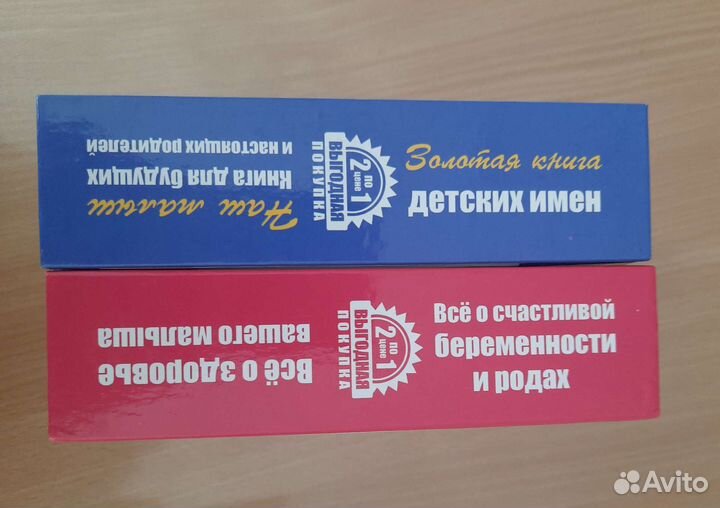 Золотая книга
детских имен
2 по цене 1
ВЫГОДНАЯ
ПОКУПКА
Наш малыш
Книга для будущих
и настоящих родителей
Всё о счастливой
беременности
и родах
2 по цене 1
ВЫГОДНАЯ
ПОКУПКА
Всё о здоровье
вашего малыша
Avito